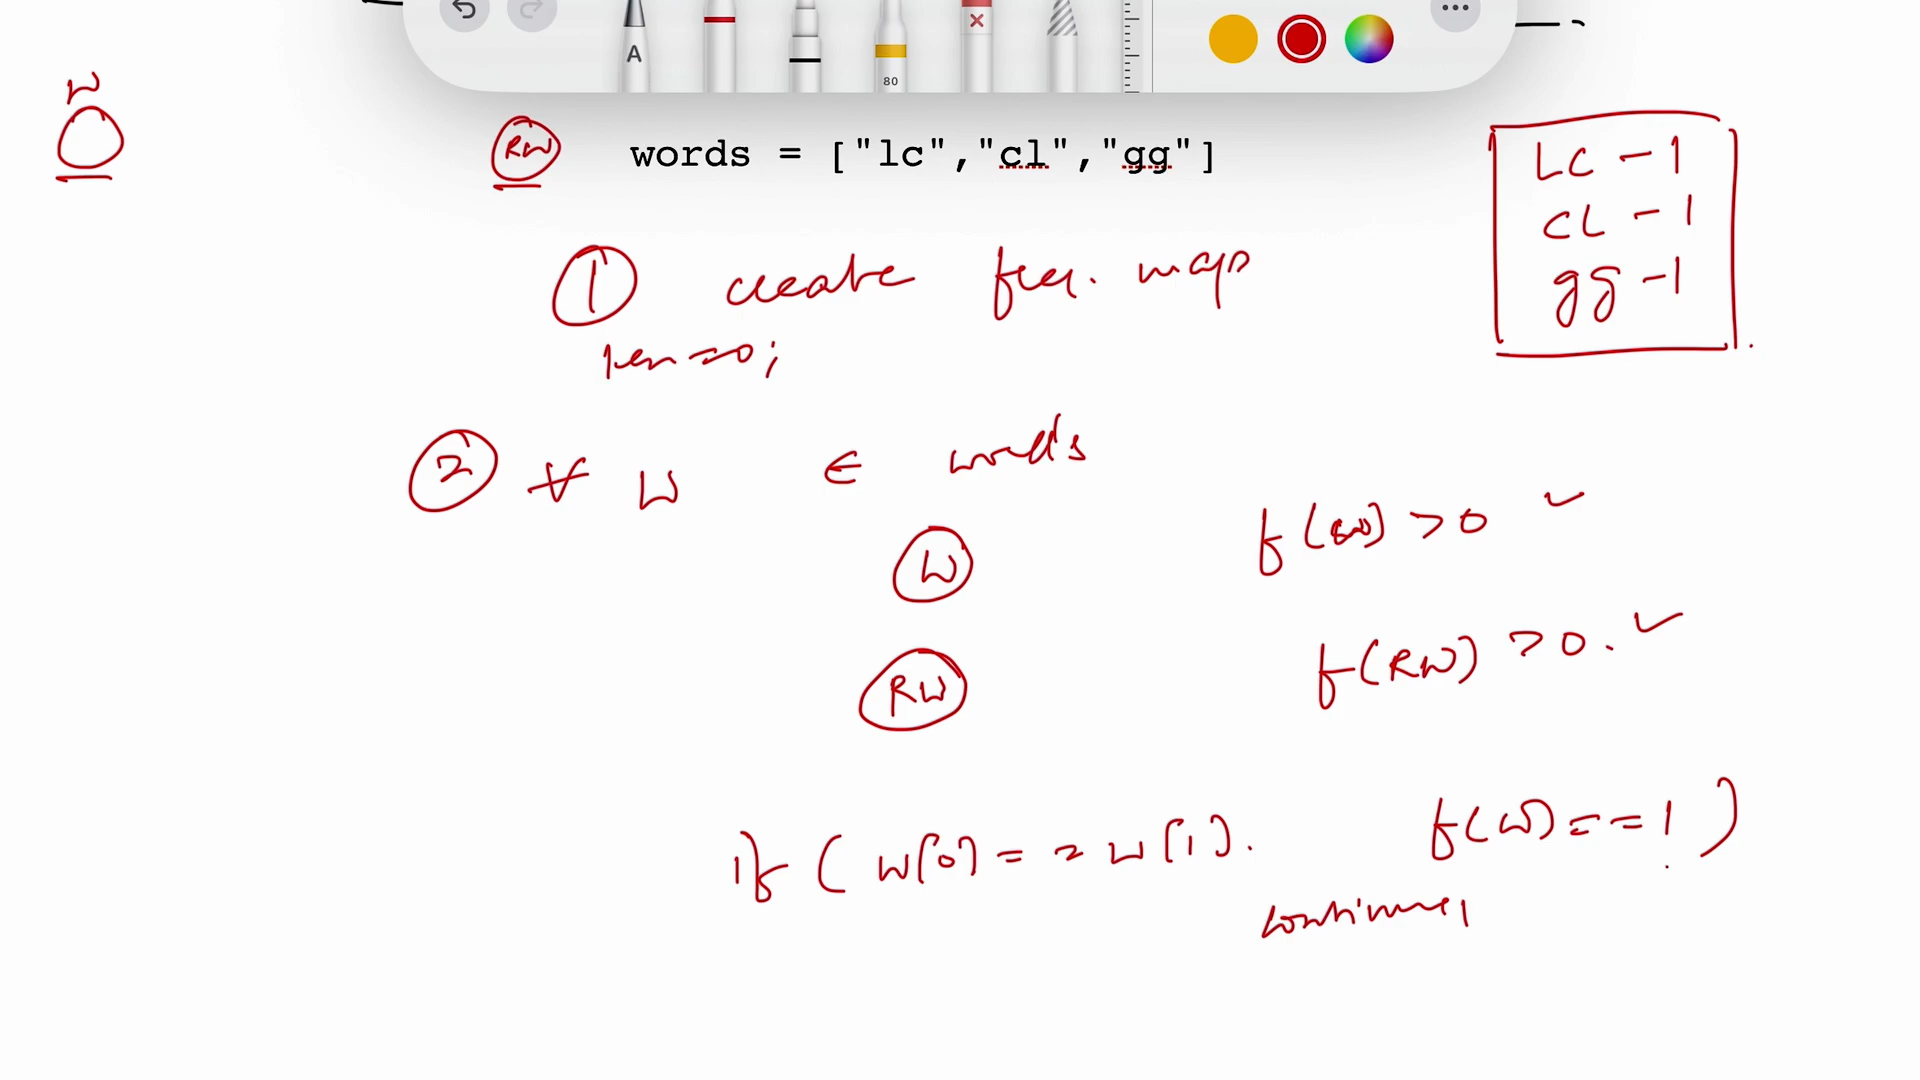 A
80
W
RW words = ["lc","cl","gg"]
LC - 1
CL - 1
gg - 1
1 create freq. map
len = 0;
2 ∀ W ∈ words
W f(w) > 0 ✓
RW f(RW) > 0. ✓
if ( w[0] = = w[1]. f(w) = = 1 )
continue;